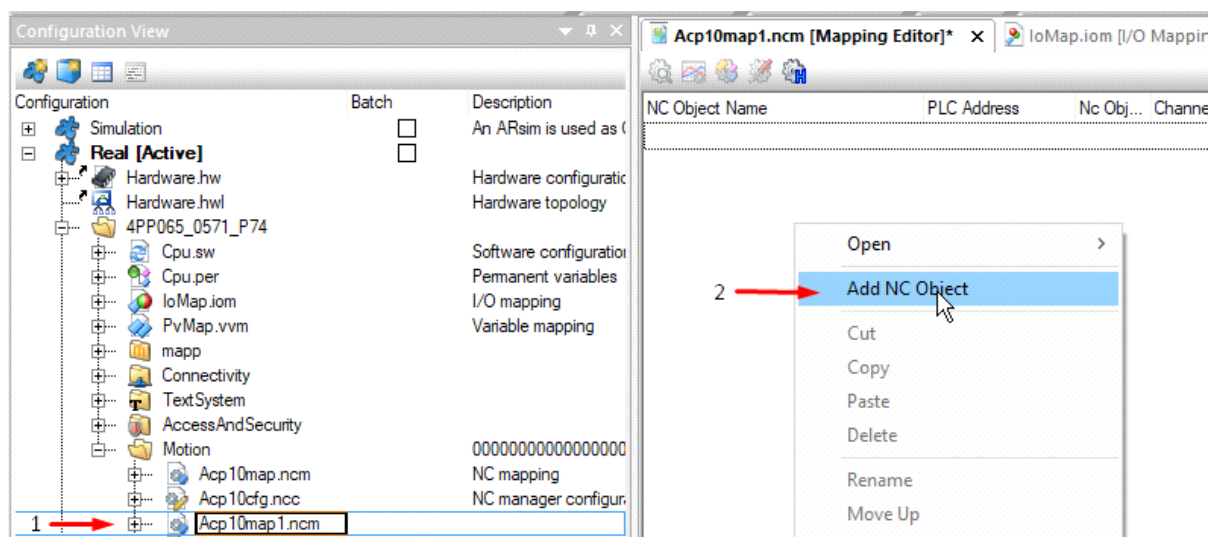 Configuration View
Configuration Batch Description
Simulation An ARsim is used as (
Real [Active]
Hardware.hw Hardware configuratic
Hardware.hwl Hardware topology
4PP065_0571_P74
Cpu.sw Software configuration
Cpu.per Permanent variables
IoMap.iom I/O mapping
PvMap.vvm Variable mapping
mapp
Connectivity
TextSystem
AccessAndSecurity
Motion 00000000000000000
Acp10map.ncm NC mapping
Acp10cfg.ncc NC manager configura
1 Acp10map1.ncm
Acp10map1.ncm [Mapping Editor]* IoMap.iom [I/O Mappin
NC Object Name PLC Address Nc Obj... Channe
Open
2 Add NC Object
Cut
Copy
Paste
Delete
Rename
Move Up